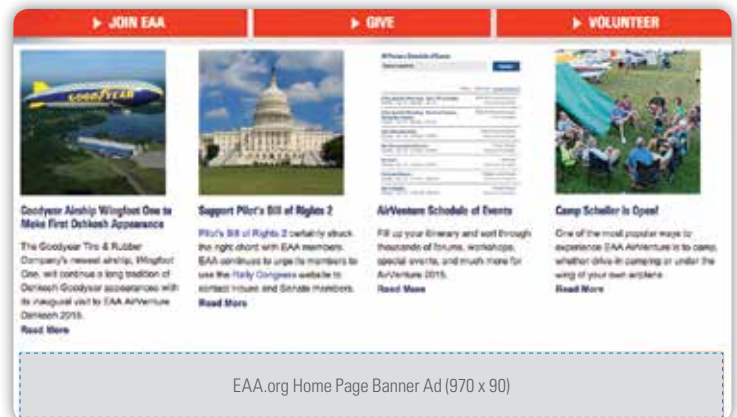 JOIN EAA
GIVE
VOLUNTEER
GOODYEAR
Goodyear Airship Wingfoot One to
Make First Oshkosh Appearance
The Goodyear Tire & Rubber
Company's newest airship, Wingfoot
One, will continue a long tradition of
Oshkosh Goodyear appearances with
its inaugural visit to EAA AirVenture
Oshkosh 2015.
Read More
Support Pilot's Bill of Rights 2
Pilot's Bill of Rights 2 certainly struck
the right chord with EAA members.
EAA continues to urge its members to
use the Rally Congress website to
contact House and Senate members.
Read More
AirVenture Schedule of Events
Fill up your itinerary and sort through
thousands of forums, workshops,
special events, and much more for
AirVenture 2015.
Read More
Camp Scholler is Open!
One of the most popular ways to
experience EAA AirVenture is to camp,
whether drive-in camping or under the
wing of your own airplane.
Read More
EAA.org Home Page Banner Ad (970 x 90)